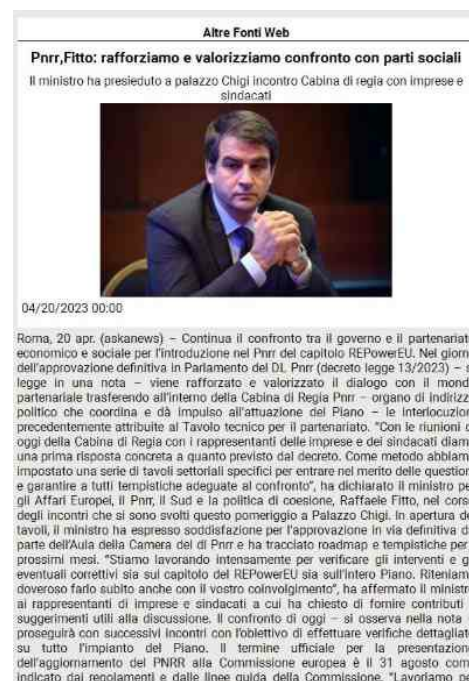 Altre Fonti Web
Pnrr,Fitto: rafforziamo e valorizziamo confronto con parti sociali
Il ministro ha presieduto a palazzo Chigi incontro Cabina di regia con imprese e
sindacati
04/20/2023 00:00
Roma, 20 apr. (askanews) – Continua il confronto tra il governo e il partenariat
economico e sociale per l'introduzione nel Pnrr del capitolo REPowerEU. Nel giorn
dell'approvazione definitiva in Parlamento del DL Pnrr (decreto legge 13/2023) – s
legge in una nota – viene rafforzato e valorizzato il dialogo con il mond
partenariale trasferendo all'interno della Cabina di Regia Pnrr – organo di indirizz
politico che coordina e dà impulso all'attuazione del Piano – le interlocuzion
precedentemente attribuite al Tavolo tecnico per il partenariato. "Con le riunioni d
oggi della Cabina di Regia con i rappresentanti delle imprese e dei sindacati diam
una prima risposta concreta a quanto previsto dal decreto. Come metodo abbiam
impostato una serie di tavoli settoriali specifici per entrare nel merito delle question
e garantire a tutti tempistiche adeguate al confronto", ha dichiarato il ministro pe
gli Affari Europei, il Pnrr, il Sud e la politica di coesione, Raffaele Fitto, nel cors
degli incontri che si sono svolti questo pomeriggio a Palazzo Chigi. In apertura de
tavoli, il ministro ha espresso soddisfazione per l'approvazione in via definitiva d
parte dell'Aula della Camera del dl Pnrr e ha tracciato roadmap e tempistiche per
prossimi mesi. "Stiamo lavorando intensamente per verificare gli interventi e g
eventuali correttivi sia sul capitolo del REPowerEU sia sull'intero Piano. Riteniam
doveroso farlo subito anche con il vostro coinvolgimento", ha affermato il ministr
ai rappresentanti di imprese e sindacati a cui ha chiesto di fornire contributi
suggerimenti utili alla discussione. Il confronto di oggi – si osserva nella nota
proseguirà con successivi incontri con l'obiettivo di effettuare verifiche dettagliat
su tutto l'impianto del Piano. Il termine ufficiale per la presentazion
dell'aggiornamento del PNRR alla Commissione europea è il 31 agosto com
indicato dai regolamenti e dalle linee guida della Commissione. "Lavoriamo pe